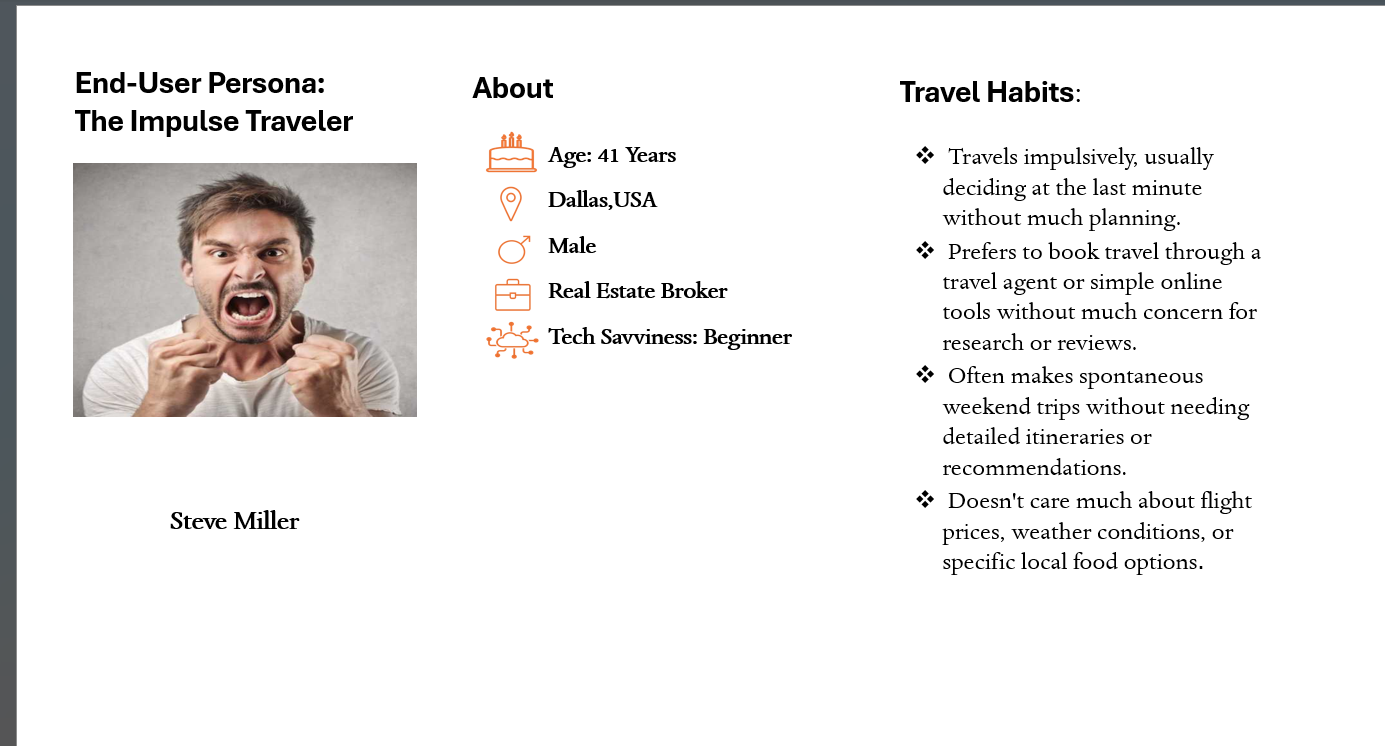 End-User Persona:
The Impulse Traveler
Steve Miller
About
Age: 41 Years
Dallas,USA
Male
Real Estate Broker
Tech Savviness: Beginner
Travel Habits:
❖ Travels impulsively, usually
deciding at the last minute
without much planning.
❖ Prefers to book travel through a
travel agent or simple online
tools without much concern for
research or reviews.
❖ Often makes spontaneous
weekend trips without needing
detailed itineraries or
recommendations.
❖ Doesn't care much about flight
prices, weather conditions, or
specific local food options.